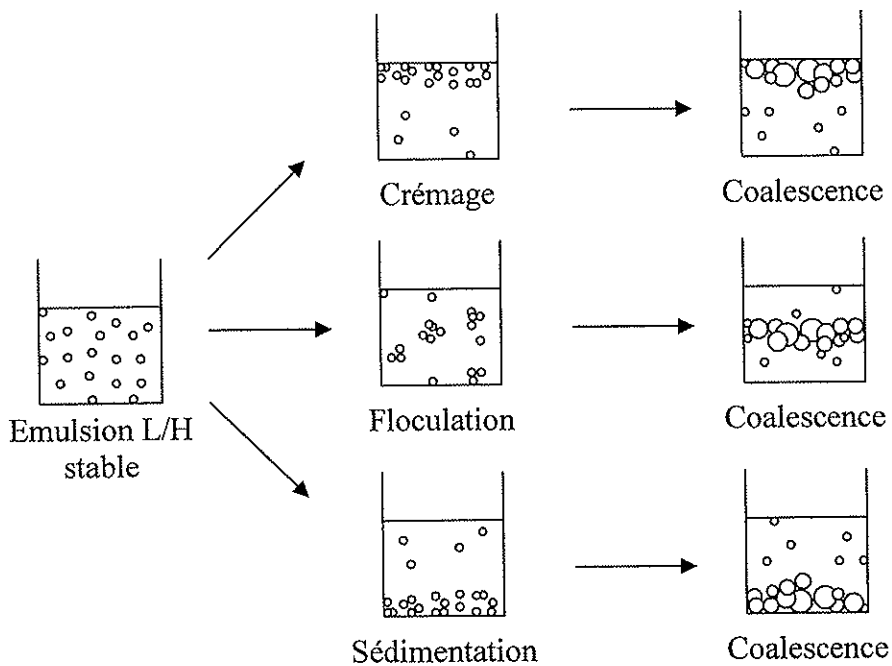 Crémage
Coalescence
Emulsion L/H
stable
Floculation
Coalescence
Sédimentation
Coalescence